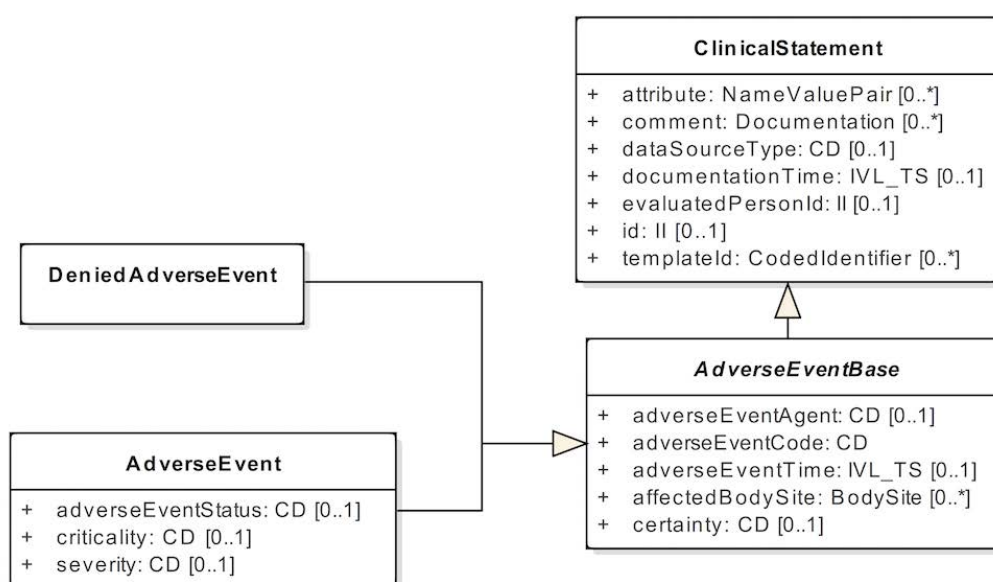 ClinicalStatement
+ attribute: NameValuePair [0..*]
+ comment: Documentation [0..*]
+ dataSourceType: CD [0..1]
+ documentationTime: IVL_TS [0..1]
+ evaluatedPersonId: II [0..1]
+ id: II [0..1]
+ templateId: CodedIdentifier [0..*]
DeniedAdverseEvent
AdverseEventBase
+ adverseEventAgent: CD [0..1]
+ adverseEventCode: CD
+ adverseEventTime: IVL_TS [0..1]
+ affectedBodySite: BodySite [0..*]
+ certainty: CD [0..1]
AdverseEvent
+ adverseEventStatus: CD [0..1]
+ criticality: CD [0..1]
+ severity: CD [0..1]